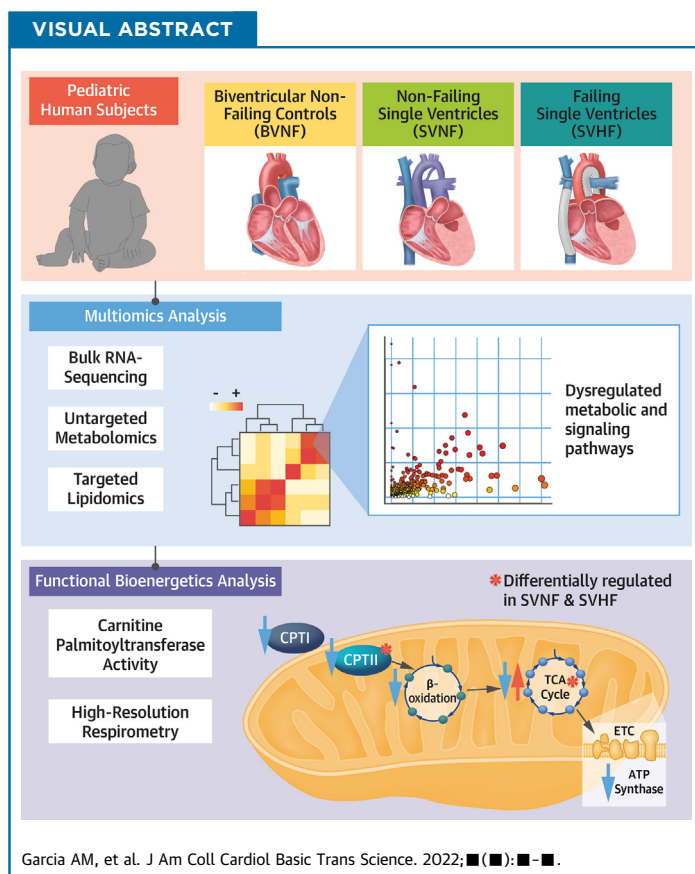 VISUAL ABSTRACT
Pediatric
Human Subjects
Biventricular Non-
Failing Controls
(BVNF)
Non-Failing
Single Ventricles
(SVNF)
Failing
Single Ventricles
(SVHF)
Multiomics Analysis
Bulk RNA-
Sequencing
Untargeted
Metabolomics
Targeted
Lipidomics
- +
Dysregulated
metabolic and
signaling
pathways
Functional Bioenergetics Analysis
*Differentially regulated
in SVNF & SVHF
Carnitine
Palmitoyltransferase
Activity
High-Resolution
Respirometry
CPTI
CPTII*
β-
oxidation
TCA*
Cycle
ETC
ATP
Synthase
Garcia AM, et al. J Am Coll Cardiol Basic Trans Science. 2022;■(■):■-■.